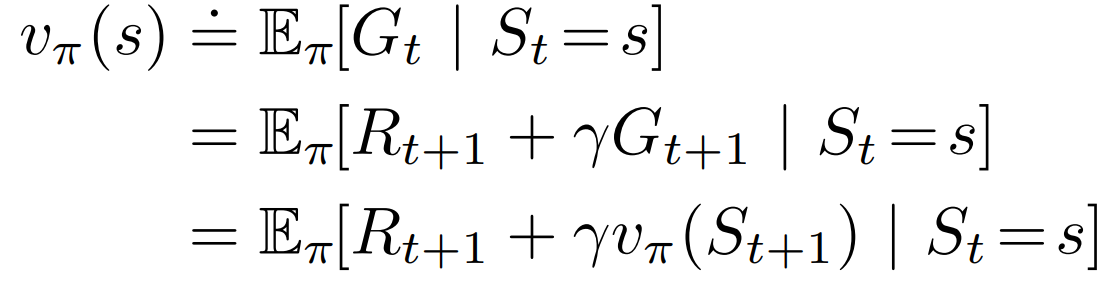 v_π(s) ≐ 𝔼_π[G_t | S_t = s]
= 𝔼_π[R_{t+1} + γG_{t+1} | S_t = s]
= 𝔼_π[R_{t+1} + γv_π(S_{t+1}) | S_t = s]